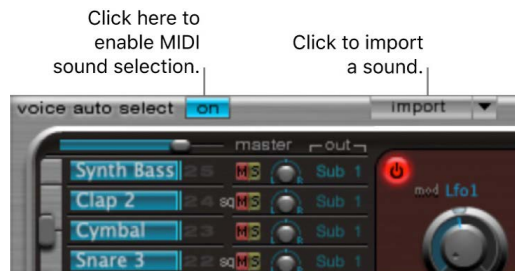 Click here to
enable MIDI
sound selection.
Click to import
a sound.
voice auto select on import
master out
Synth Bass 25 M S R Sub 1
Clap 2 24 sq M S R Sub 1
Cymbal 23 M S R Sub 1
Snare 3 22 sq M S Sub 1
mod Lfo1